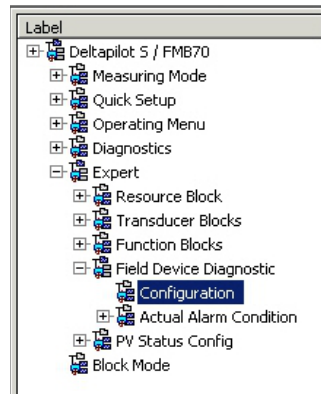 Label
Deltapilot S / FMB70
Measuring Mode
Quick Setup
Operating Menu
Diagnostics
Expert
Resource Block
Transducer Blocks
Function Blocks
Field Device Diagnostic
Configuration
Actual Alarm Condition
PV Status Config
Block Mode